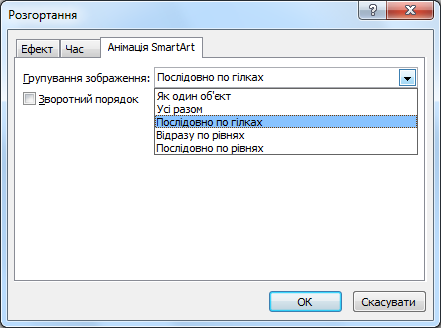 Розгортання
Ефект Час Анімація SmartArt
Групування зображення: Послідовно по гілках
Зворотний порядок
Як один об'єкт
Усі разом
Послідовно по гілках
Відразу по рівнях
Послідовно по рівнях
ОК Скасувати